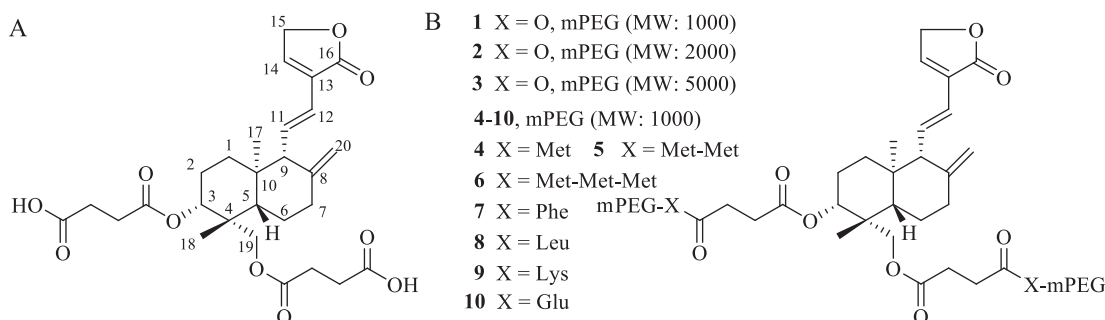 A
15
O
16
O
14
13
12
11
17
20
1
2
9
8
10
3
5
4
6
7
18
19
H
HO
O
O
O
O
O
O
O
OH
B
1 X = O, mPEG (MW: 1000)
2 X = O, mPEG (MW: 2000)
3 X = O, mPEG (MW: 5000)
4-10, mPEG (MW: 1000)
4 X = Met 5 X = Met-Met
6 X = Met-Met-Met
7 X = Phe
8 X = Leu
9 X = Lys
10 X = Glu
O
O
mPEG-X
O
O
O
H
O
O
O
X-mPEG